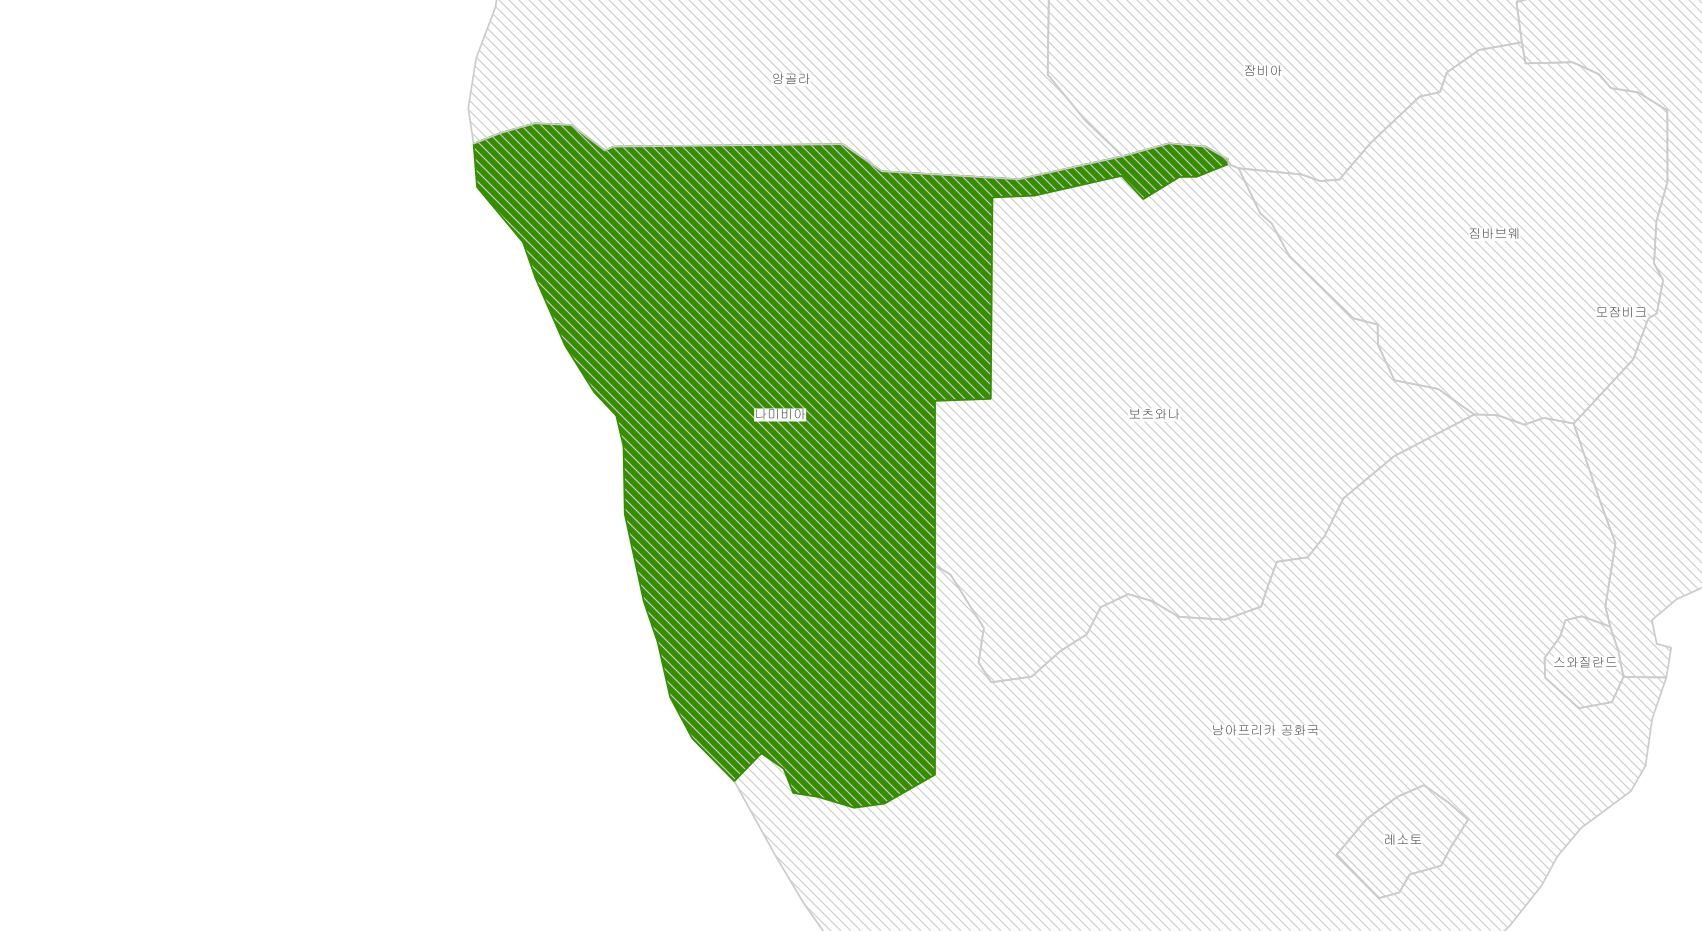 앙골라
잠비아
짐바브웨
모잠비크
나미비아
보츠와나
스와질란드
남아프리카 공화국
레소토